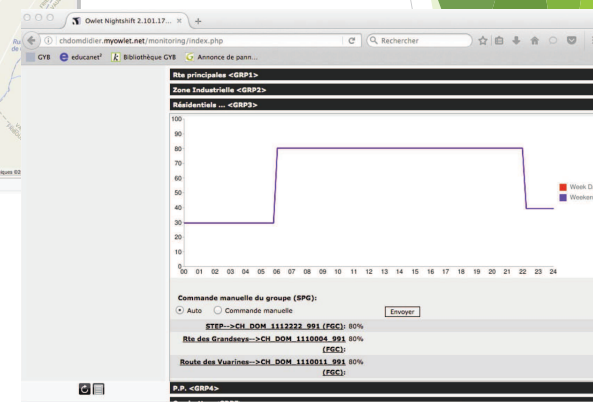 Owlet Nightshift 2.101.17...
chdomdidier.myowlet.net/monitoring/index.php
Rechercher
GYB educanet² Bibliothèque GYB Annonce de pann...
Rte principales <GRP1>
Zone Industrielle <GRP2>
Résidentiels ... <GRP3>
100
90
80
70
60
50
40
30
20
10
0
00 01 02 03 04 05 06 07 08 09 10 11 12 13 14 15 16 17 18 19 20 21 22 23 24
Week Da
Weeken
Commande manuelle du groupe (SPG):
Auto Commande manuelle Envoyer
STEP-->CH_DOM_1112222_991 (FGC): 80%
Rte des Grandseys-->CH_DOM_1110004_991 80%
(FGC):
Route des Vuarines-->CH_DOM_1110011_991 80%
(FGC):
P.P. <GRP4>